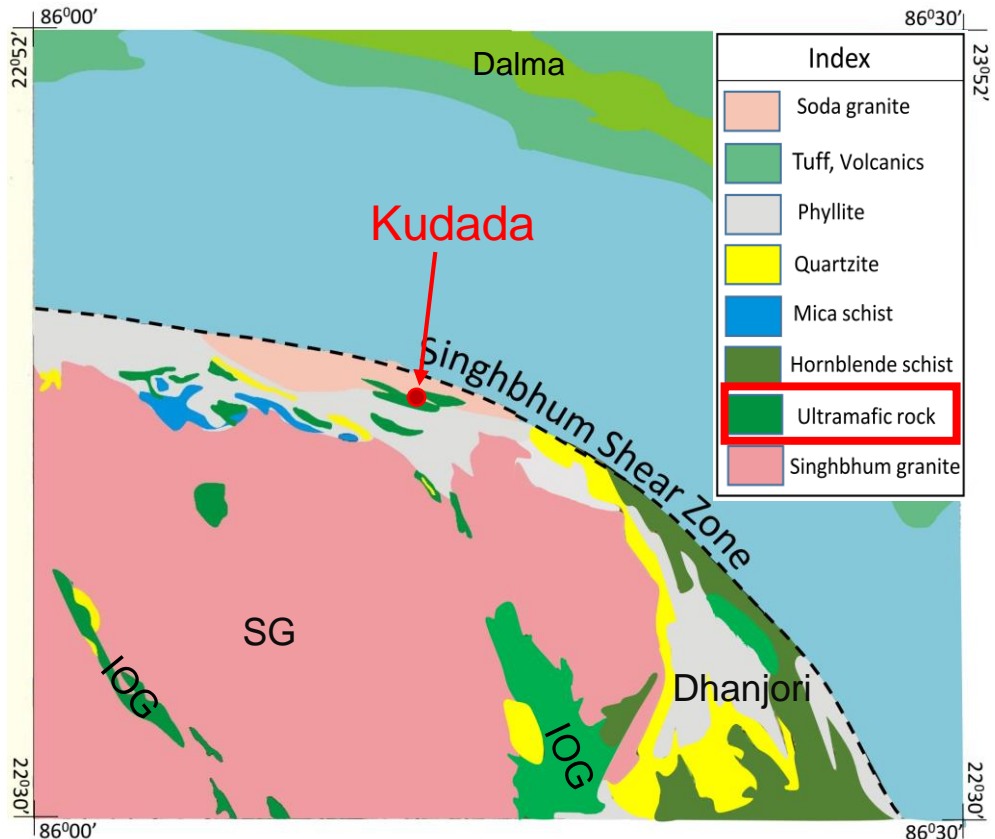 86⁰00’
86⁰30’
22⁰52’
23⁰52’
Dalma
Index
Soda granite
Tuff, Volcanics
Phyllite
Quartzite
Mica schist
Hornblende schist
Ultramafic rock
Singhbhum granite
Kudada
Singhbhum Shear Zone
SG
IOG
IOG
Dhanjori
22⁰30’
22⁰30’
86⁰00’
86⁰30’